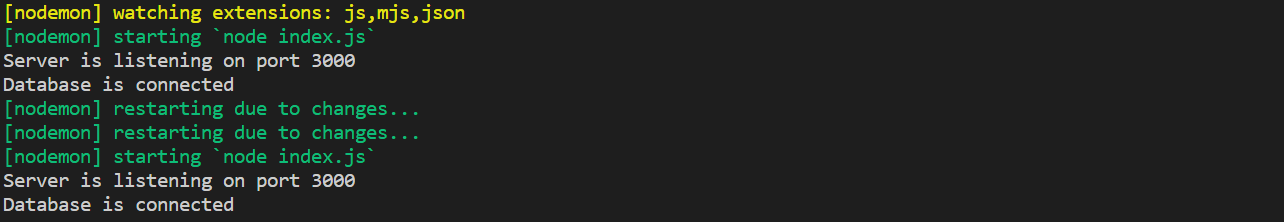 [nodemon] watching extensions: js,mjs,json
[nodemon] starting `node index.js`
Server is listening on port 3000
Database is connected
[nodemon] restarting due to changes...
[nodemon] restarting due to changes...
[nodemon] starting `node index.js`
Server is listening on port 3000
Database is connected